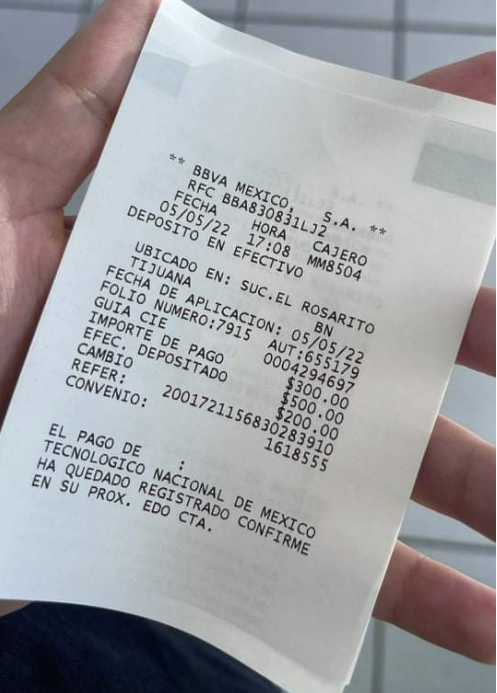 ** BBVA MEXICO, S.A. **
RFC BBA830831LJ2
FECHA HORA CAJERO
05/05/22 17:08 MM8504
DEPOSITO EN EFECTIVO
UBICADO EN: SUC.EL ROSARITO
TIJUANA BN
FECHA DE APLICACION: 05/05/22
FOLIO NUMERO:7915 AUT:655179
GUIA CIE 0004294697
IMPORTE DE PAGO $300.00
EFEC. DEPOSITADO $500.00
CAMBIO $200.00
REFER: 2001721156830283910
CONVENIO: 1618555
EL PAGO DE :
TECNOLOGICO NACIONAL DE MEXICO
HA QUEDADO REGISTRADO CONFIRME
EN SU PROX. EDO CTA.